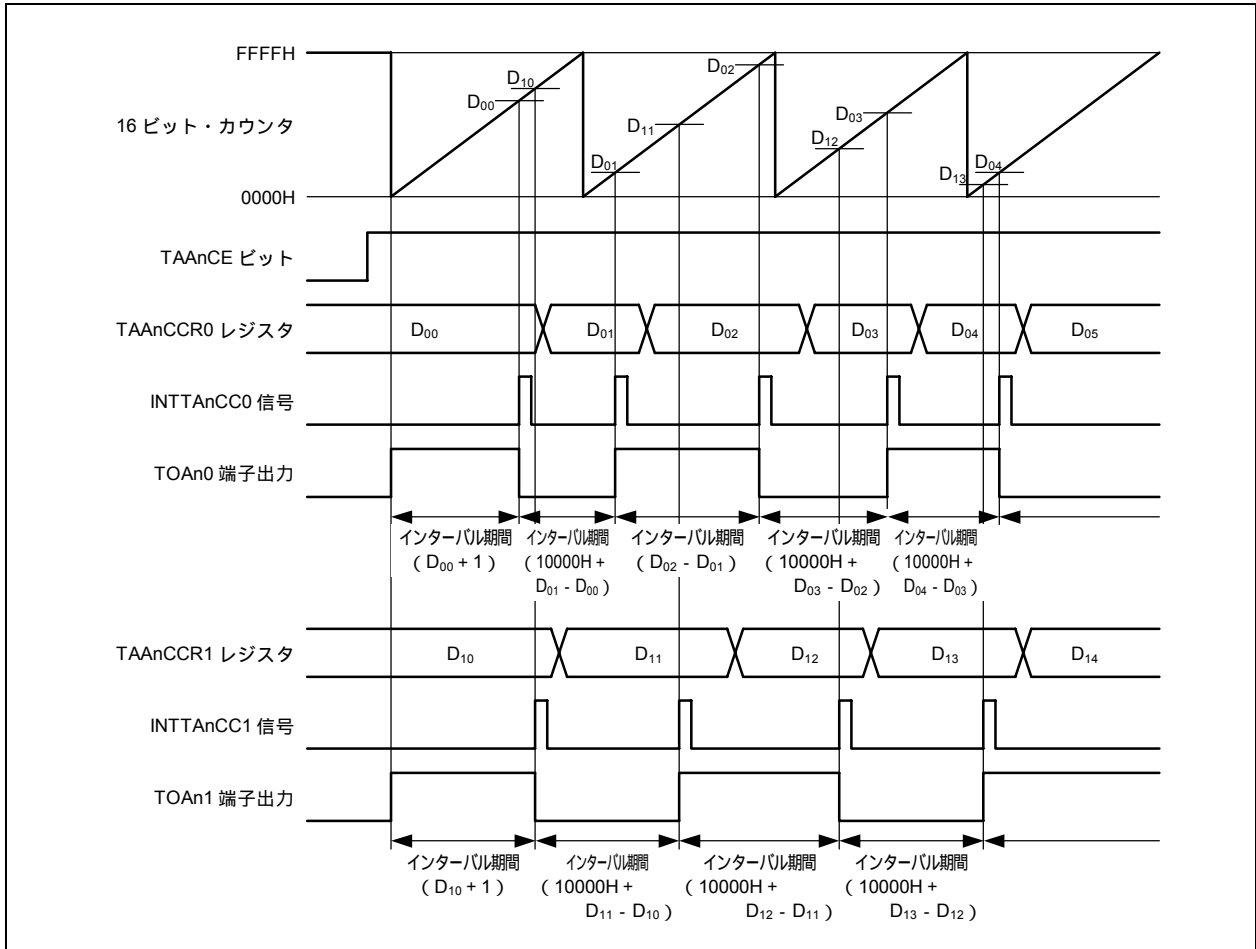 FFFFH
16 ビット・カウンタ
0000H
D₀₀
D₁₀
D₀₁
D₁₁
D₀₂
D₁₂
D₀₃
D₁₃
D₀₄
TAAnCE ビット
TAAnCCR0 レジスタ
D₀₀
D₀₁
D₀₂
D₀₃
D₀₄
D₀₅
INTTAnCC0 信号
TOAn0 端子出力
インターバル期間
( D₀₀ + 1 )
インターバル期間
( 10000H +
D₀₁ - D₀₀ )
インターバル期間
( D₀₂ - D₀₁ )
インターバル期間
( 10000H +
D₀₃ - D₀₂ )
インターバル期間
( 10000H +
D₀₄ - D₀₃ )
TAAnCCR1 レジスタ
D₁₀
D₁₁
D₁₂
D₁₃
D₁₄
INTTAnCC1 信号
TOAn1 端子出力
インターバル期間
( D₁₀ + 1 )
インターバル期間
( 10000H +
D₁₁ - D₁₀ )
インターバル期間
( 10000H +
D₁₂ - D₁₁ )
インターバル期間
( 10000H +
D₁₃ - D₁₂ )